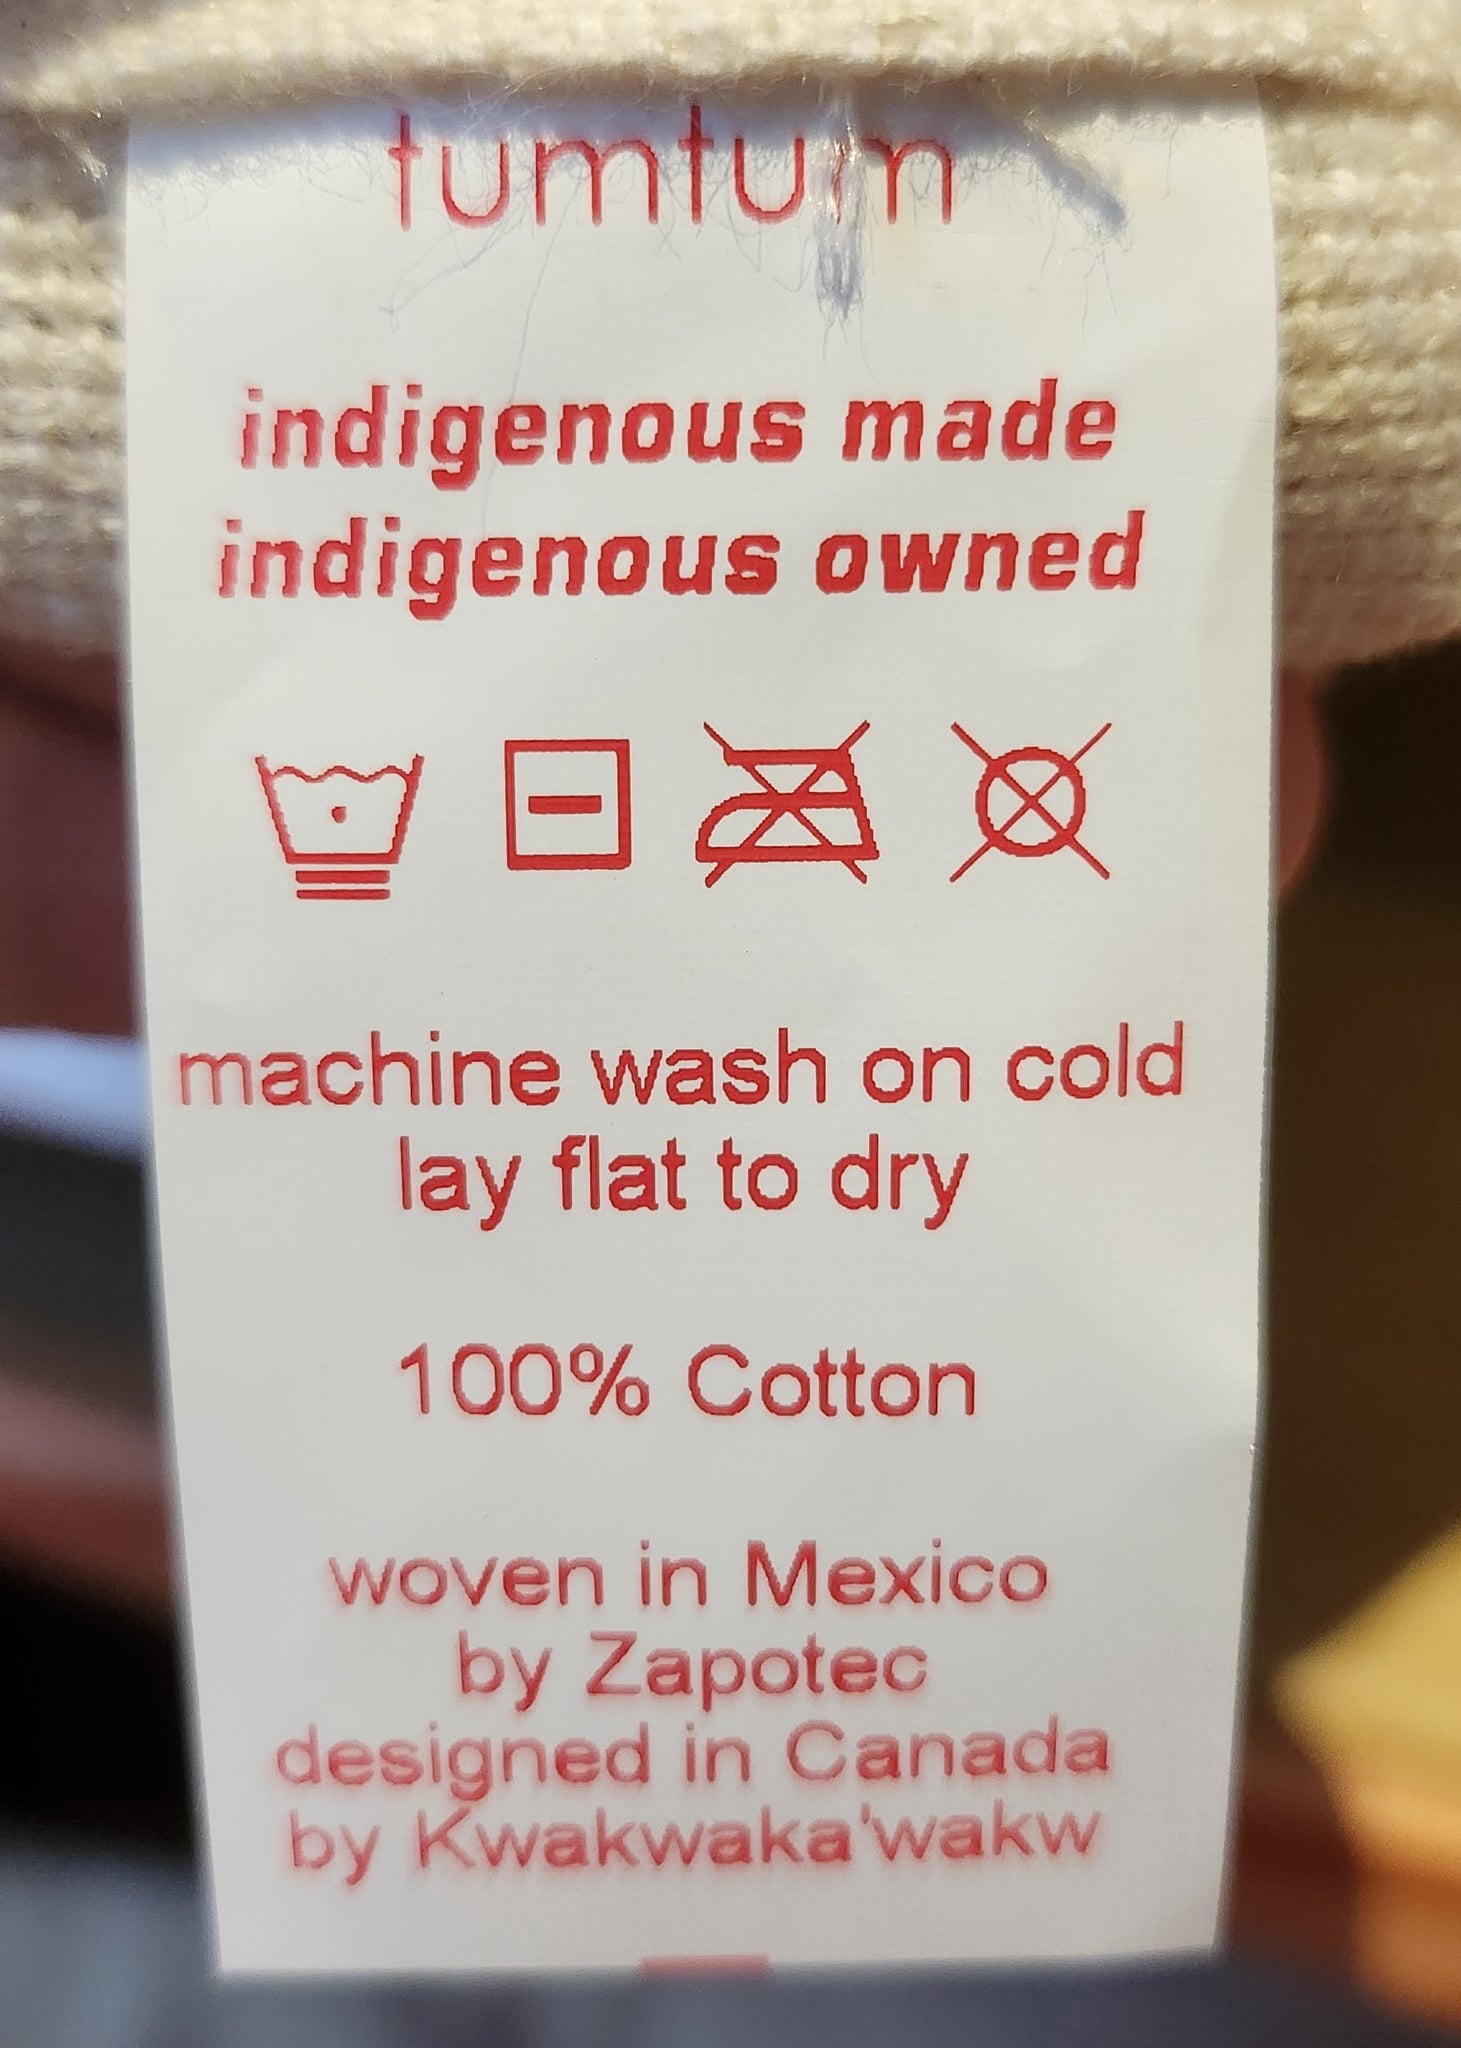 tumtum
indigenous made
indigenous owned
machine wash on cold
lay flat to dry
100% Cotton
woven in Mexico
by Zapotec
designed in Canada
by Kwakwaka'wakw